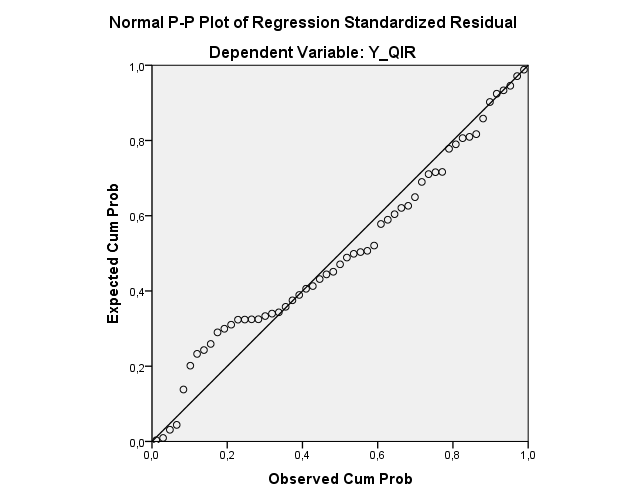 Normal P-P Plot of Regression Standardized Residual
Dependent Variable: Y_QIR
1,0
0,8
0,6
0,4
0,2
0,0
Expected Cum Prob
0,0 0,2 0,4 0,6 0,8 1,0
Observed Cum Prob